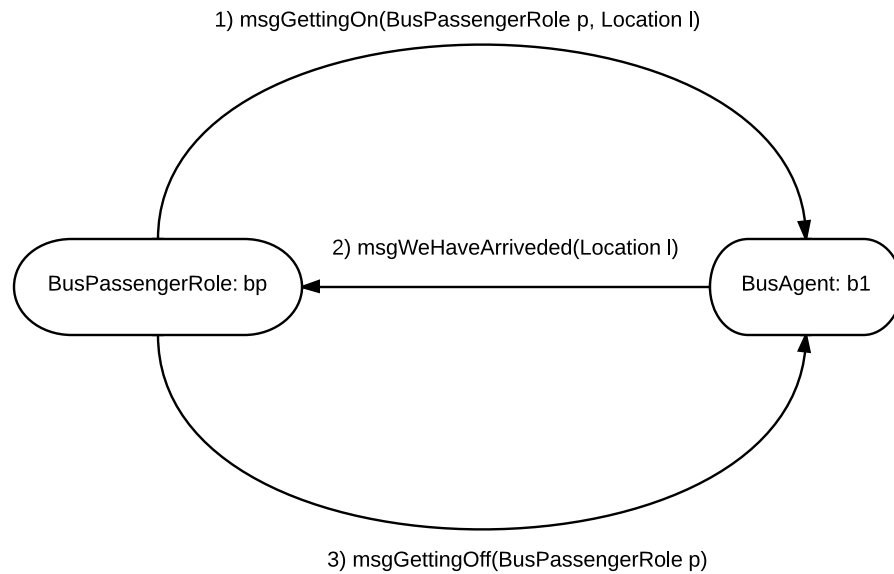 1) msgGettingOn(BusPassengerRole p, Location l)
2) msgWeHaveArriveded(Location l)
BusPassengerRole: bp
BusAgent: b1
3) msgGettingOff(BusPassengerRole p)